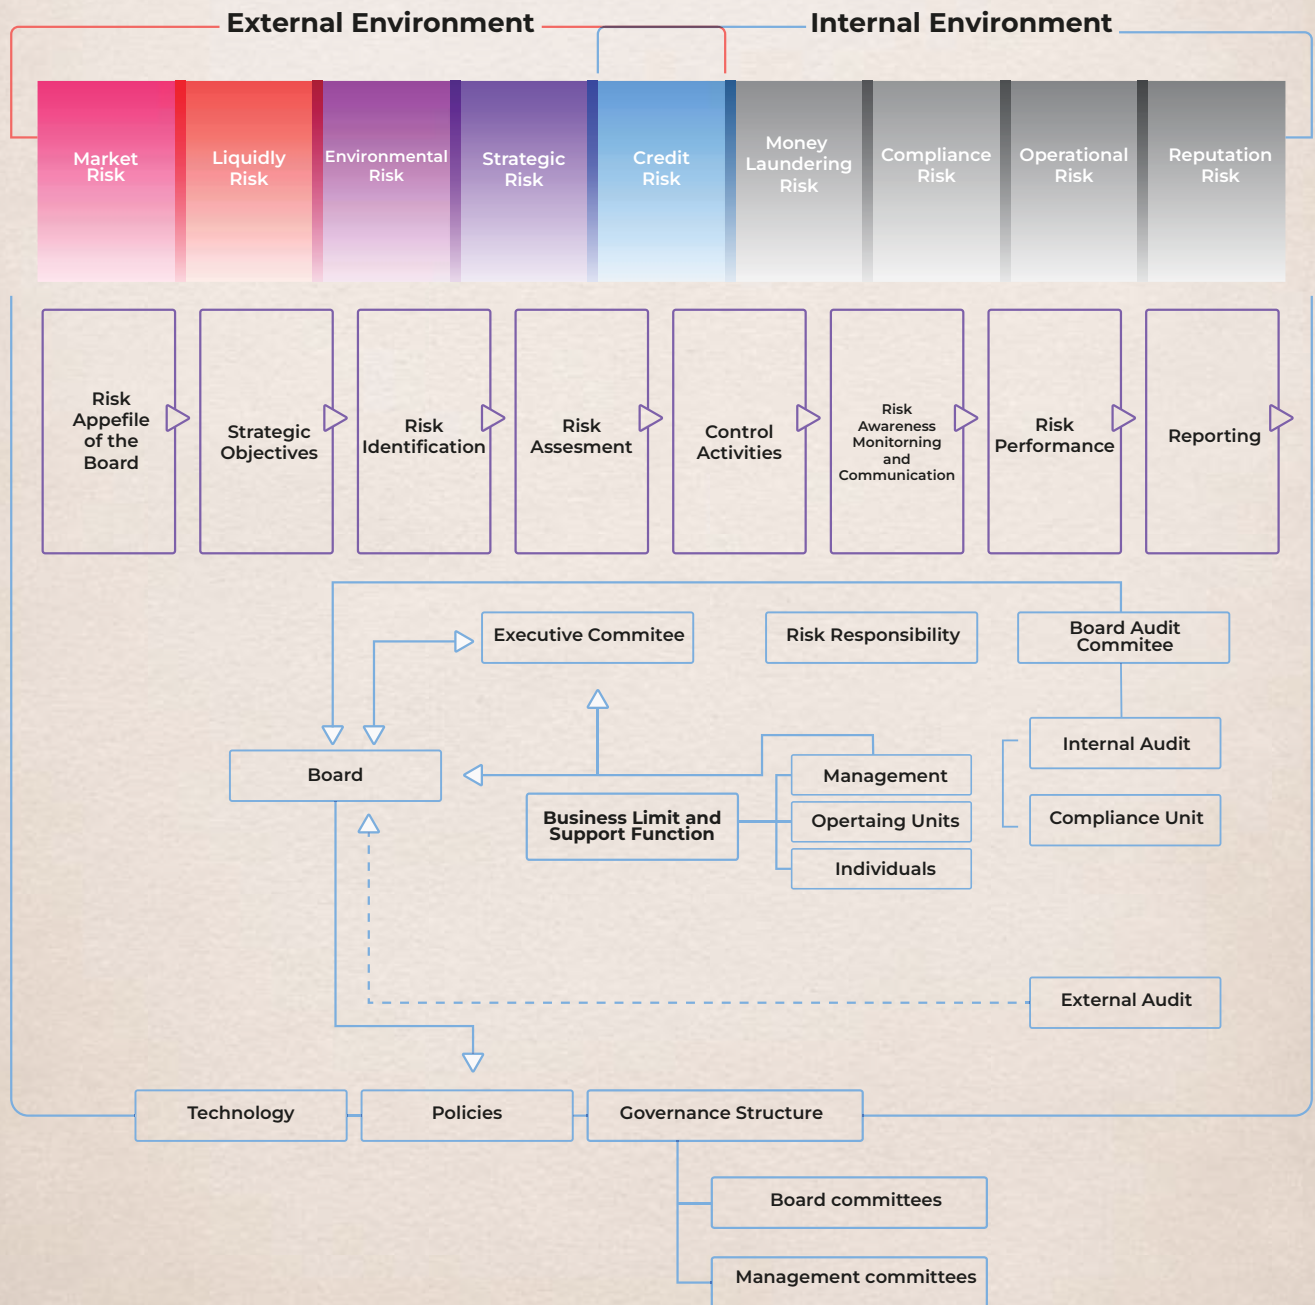 External Environment
Internal Environment
Market
Risk
Liquidly
Risk
Environmental
Risk
Strategic
Risk
Credit
Risk
Money
Laundering
Risk
Compliance
Risk
Operational
Risk
Reputation
Risk
Risk
Appefile
of the
Board
Strategic
Objectives
Risk
Identification
Risk
Assesment
Control
Activities
Risk
Awareness
Monitorning
and
Communication
Risk
Performance
Reporting
Executive Commitee
Risk Responsibility
Board Audit
Commitee
Internal Audit
Board
Management
Business Limit and
Support Function
Opertaing Units
Compliance Unit
Individuals
External Audit
Technology
Policies
Governance Structure
Board committees
Management committees